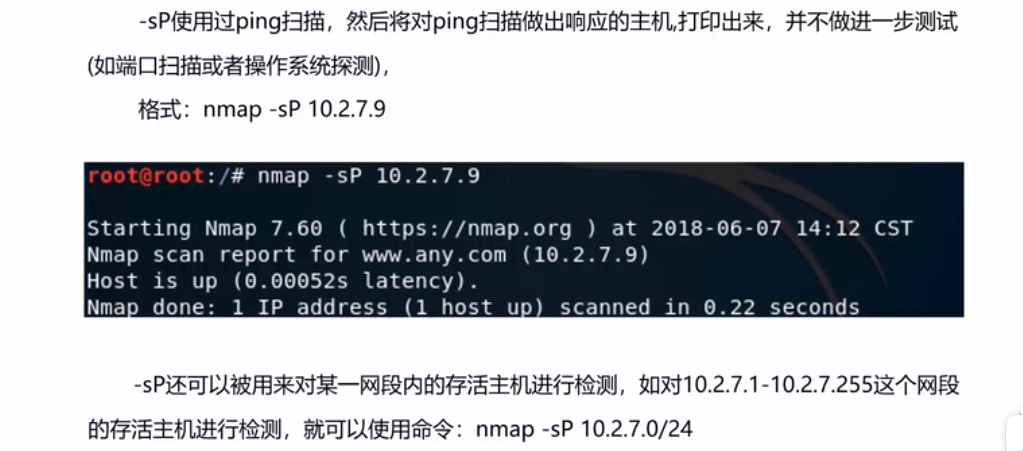 -sP使用过ping扫描，然后将对ping扫描做出响应的主机,打印出来，并不做进一步测试
(如端口扫描或者操作系统探测)，
格式：nmap -sP 10.2.7.9
root@root:/# nmap -sP 10.2.7.9
Starting Nmap 7.60 ( https://nmap.org ) at 2018-06-07 14:12 CST
Nmap scan report for www.any.com (10.2.7.9)
Host is up (0.00052s latency).
Nmap done: 1 IP address (1 host up) scanned in 0.22 seconds
-sP还可以被用来对某一网段内的存活主机进行检测，如对10.2.7.1-10.2.7.255这个网段
的存活主机进行检测，就可以使用命令：nmap -sP 10.2.7.0/24